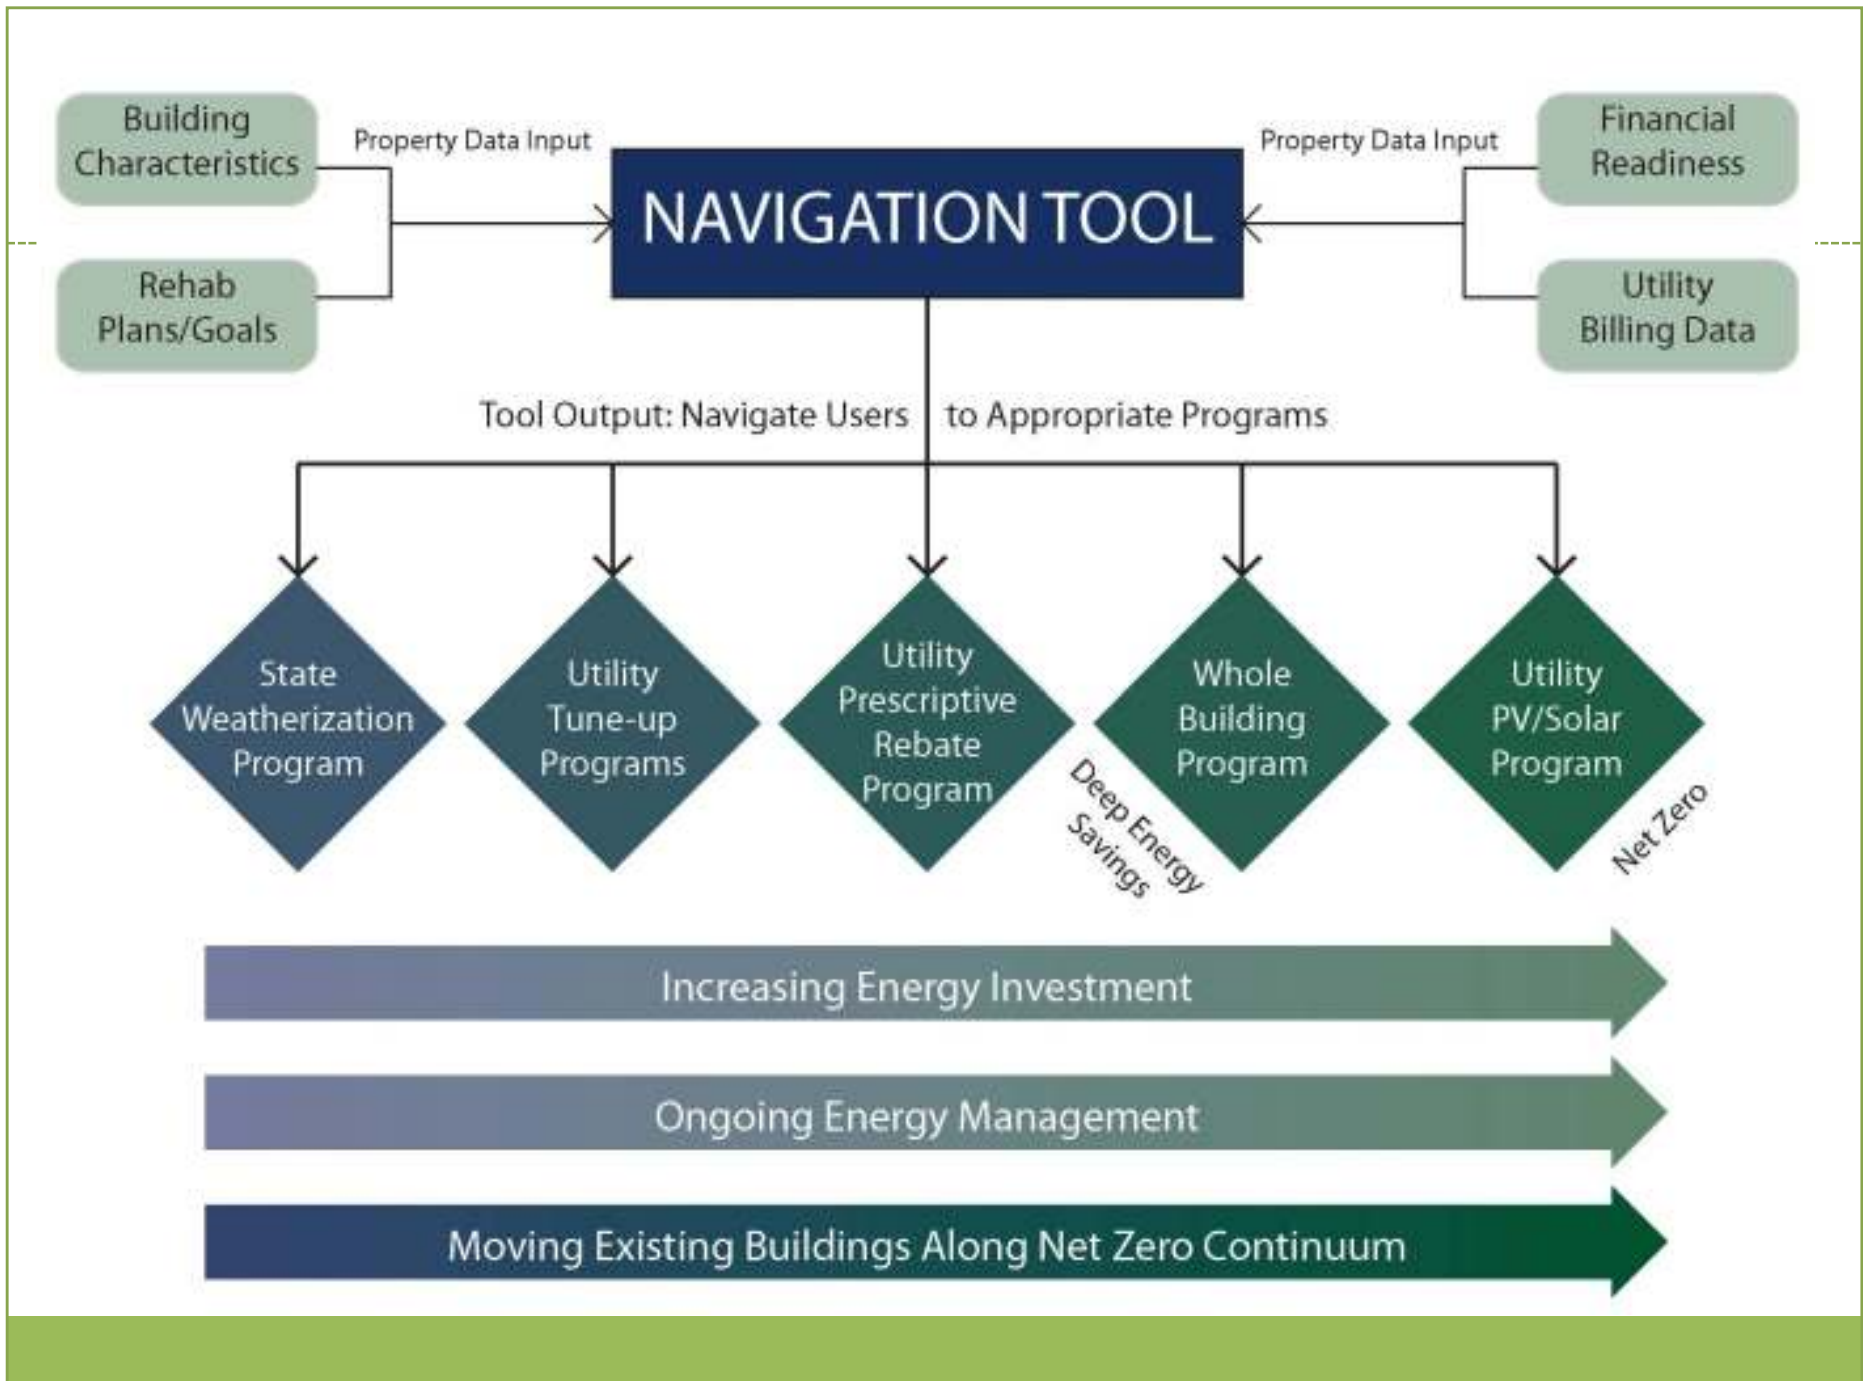 Building
Characteristics
Property Data Input
NAVIGATION TOOL
Property Data Input
Financial
Readiness
Rehab
Plans/Goals
Utility
Billing Data
Tool Output: Navigate Users to Appropriate Programs
State
Weatherization
Program
Utility
Tune-up
Programs
Utility
Prescriptive
Rebate
Program
Whole
Building
Program
Utility
PV/Solar
Program
Deep Energy
Savings
Net Zero
Increasing Energy Investment
Ongoing Energy Management
Moving Existing Buildings Along Net Zero Continuum